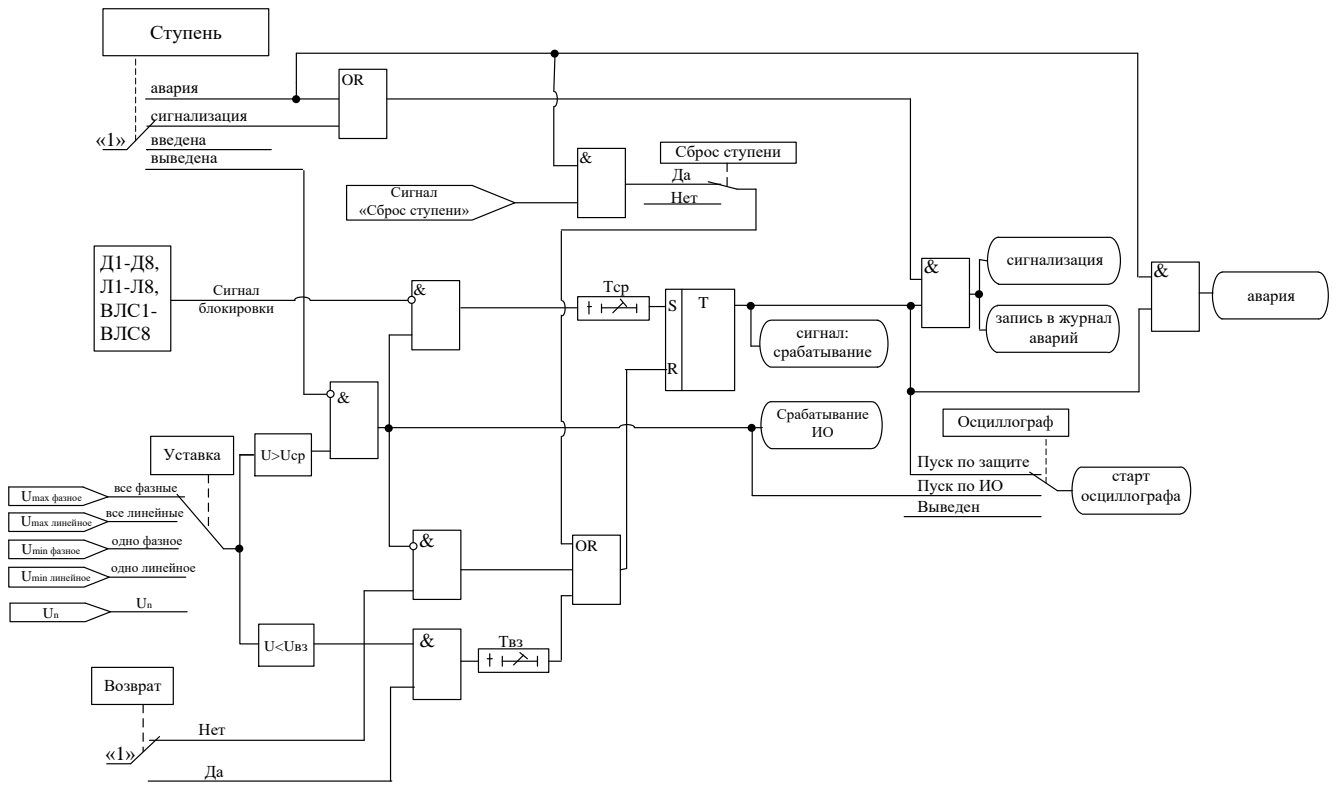 Ступень
авария
сигнализация
«1»
введена
выведена
OR
&
Сброс ступени
Да
Нет
Сигнал
«Сброс ступени»
Д1-Д8,
Л1-Л8,
ВЛС1-
ВЛС8
Сигнал
блокировки
&
Тср
S
T
R
сигнал:
срабатывание
&
сигнализация
запись в журнал
аварий
&
авария
&
Срабатывание
ИО
Осциллограф
Пуск по защите
Пуск по ИО
Выведен
старт
осциллографа
Уставка
U>Uср
Umax фазное
все фазные
Umax линейное
все линейные
Umin фазное
одно фазное
Umin линейное
одно линейное
Un
Un
&
OR
U<Uвз
&
Твз
Возврат
«1»
Нет
Да